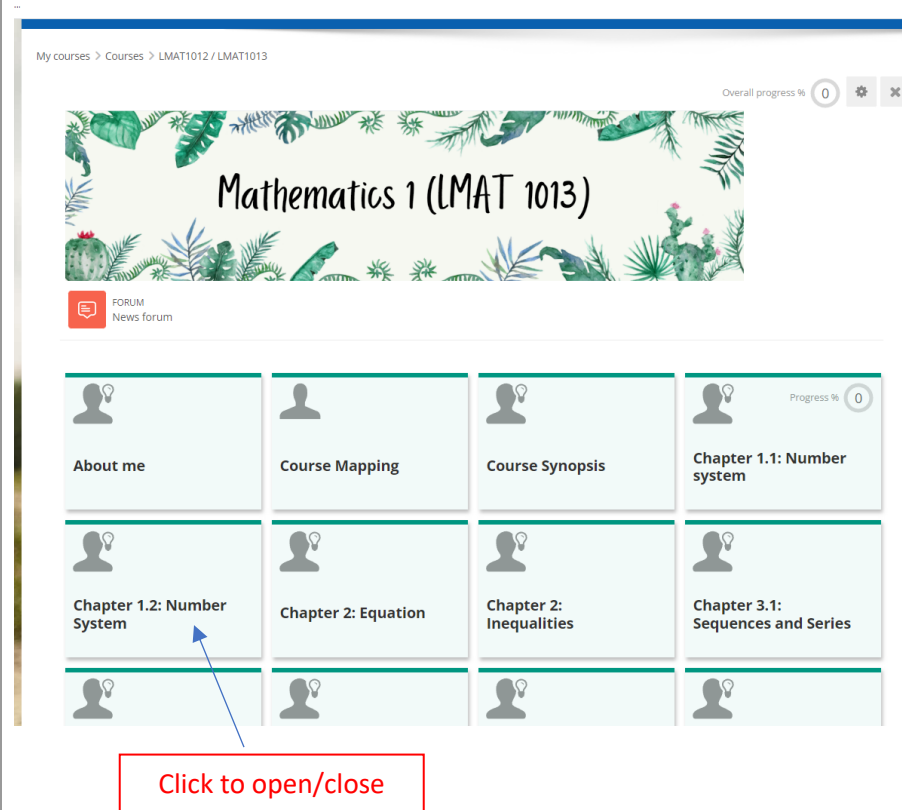 ...
My courses > Courses > LMAT1012 / LMAT1013
Overall progress % 0
Mathematics 1 (LMAT 1013)
FORUM
News forum
Progress % 0
About me
Course Mapping
Course Synopsis
Chapter 1.1: Number
system
Chapter 1.2: Number
System
Chapter 2: Equation
Chapter 2:
Inequalities
Chapter 3.1:
Sequences and Series
Click to open/close